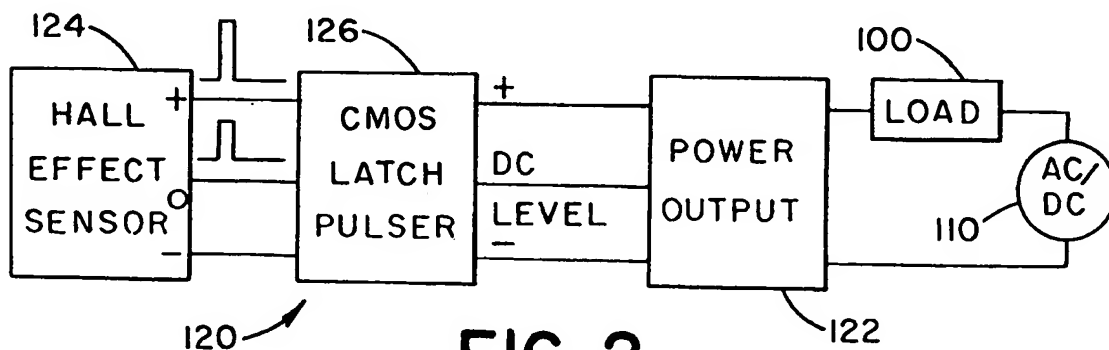 124
126
100
HALL
EFFECT
SENSOR
+
O
-
CMOS
LATCH
PULSER
+
DC
LEVEL
-
POWER
OUTPUT
LOAD
AC/
DC
110
120
122